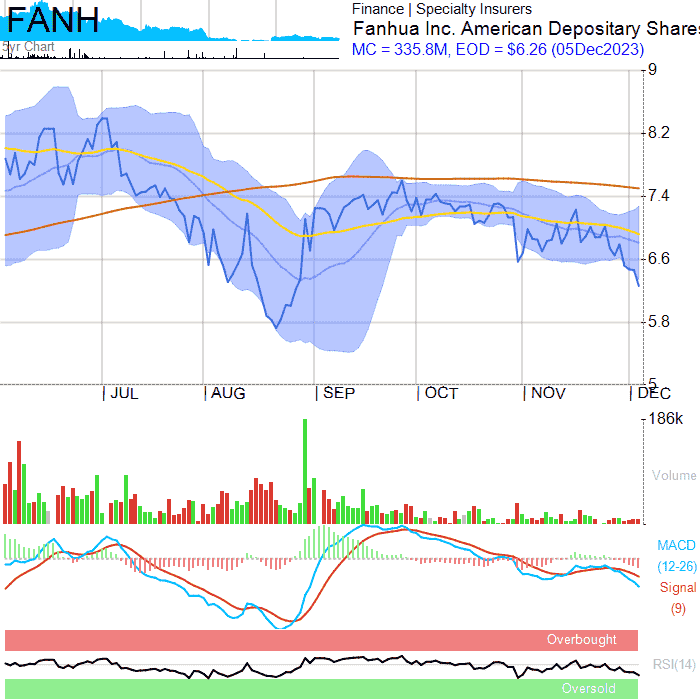 FANH
5yr Chart
Finance | Specialty Insurers
Fanhua Inc. American Depositary Shares
MC = 335.8M, EOD = $6.26 (05Dec2023)
9
8.2
7.4
6.6
5.8
5
| JUL | AUG | SEP | OCT | NOV | DEC
186k
Volume
MACD
(12-26)
Signal
(9)
Overbought
RSI(14)
Oversold